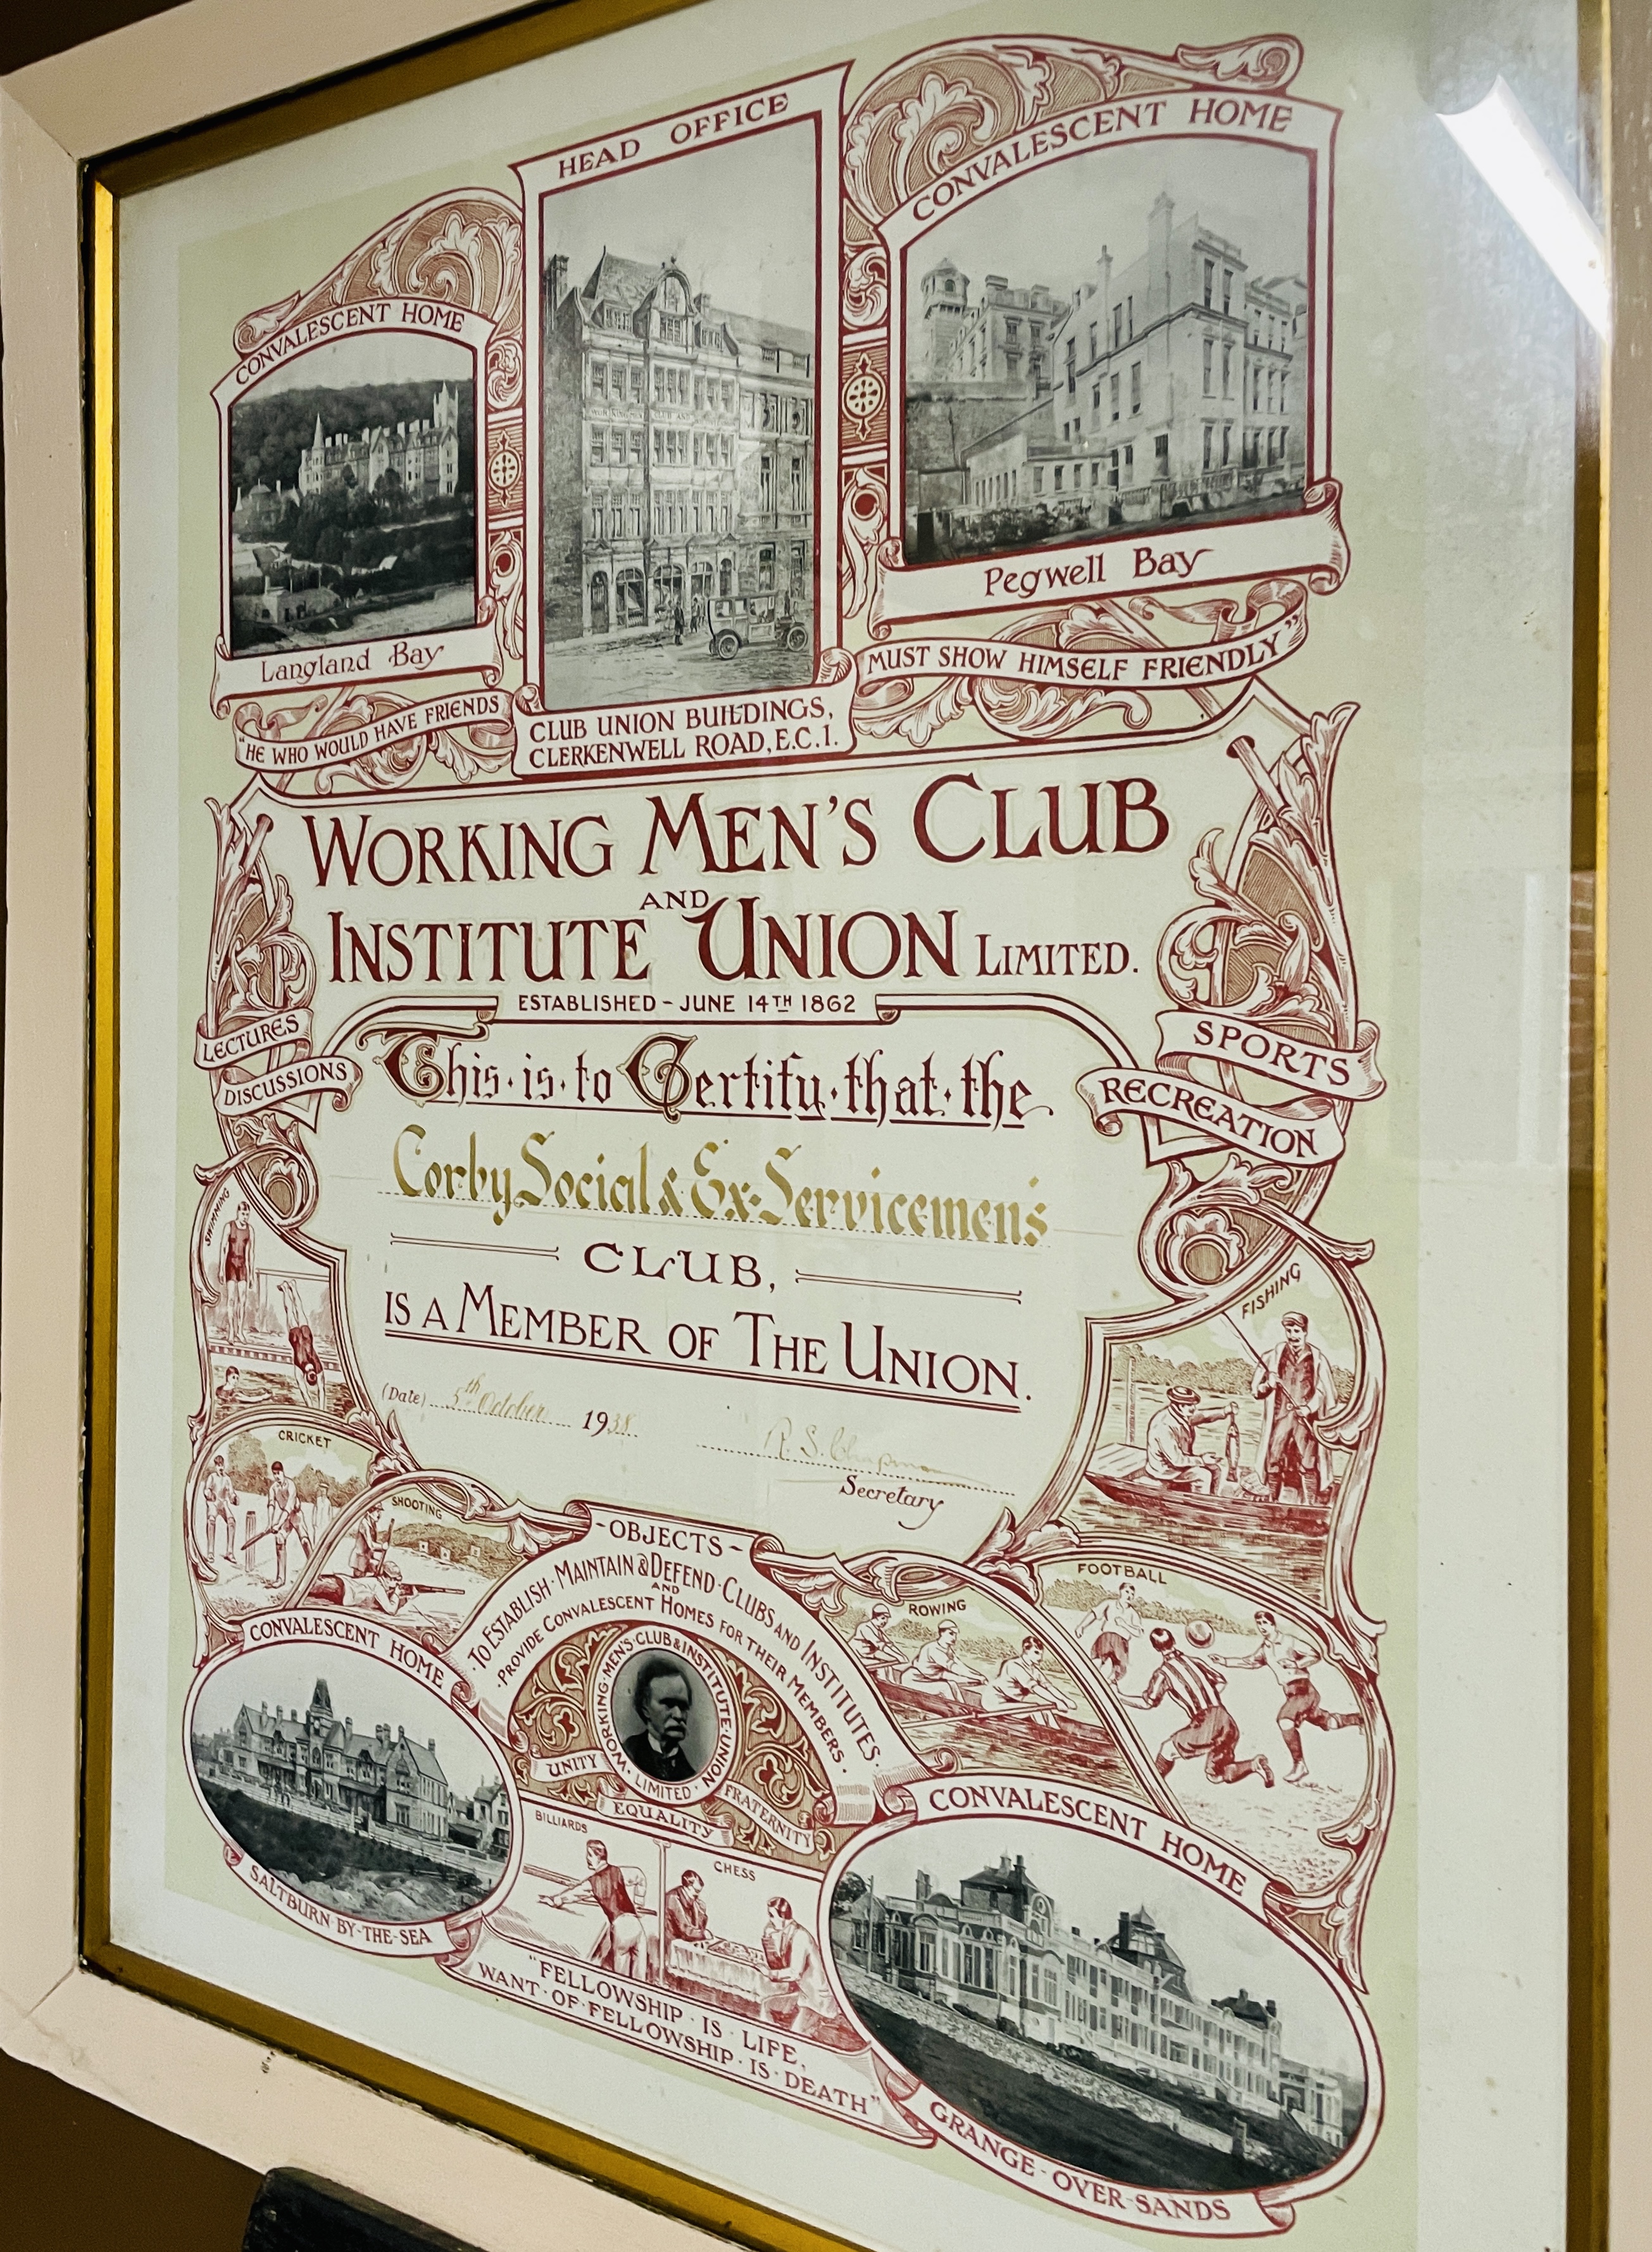 HEAD OFFICE
CONVALESCENT HOME
CONVALESCENT HOME
Langland Bay
Pegwell Bay
"HE WHO WOULD HAVE FRIENDS
MUST SHOW HIMSELF FRIENDLY"
CLUB UNION BUILDINGS,
CLERKENWELL ROAD, E.C.1.
WORKING MEN'S CLUB
AND
INSTITUTE UNION LIMITED.
ESTABLISHED - JUNE 14TH 1862
LECTURES
DISCUSSIONS
SPORTS
RECREATION
This·is·to Certify·that·the
Corby Social & Ex-Servicemen's
CLUB,
IS A MEMBER OF THE UNION.
(Date) 5th October 1938
R. S. Chapman
Secretary
SWIMMING
FISHING
CRICKET
SHOOTING
ROWING
FOOTBALL
-OBJECTS-
·TO ESTABLISH·MAINTAIN & DEFEND·CLUBS AND INSTITUTES·
AND
·PROVIDE CONVALESCENT HOMES FOR THEIR MEMBERS·
WORKING·MEN'S·CLUB & INSTITUTE·UNION
·LIMITED·
UNITY
EQUALITY
FRATERNITY
CONVALESCENT HOME
SALTBURN·BY-THE-SEA
BILLIARDS
CHESS
"FELLOWSHIP·IS·LIFE,
WANT·OF·FELLOWSHIP·IS·DEATH"
CONVALESCENT HOME
GRANGE-OVER-SANDS